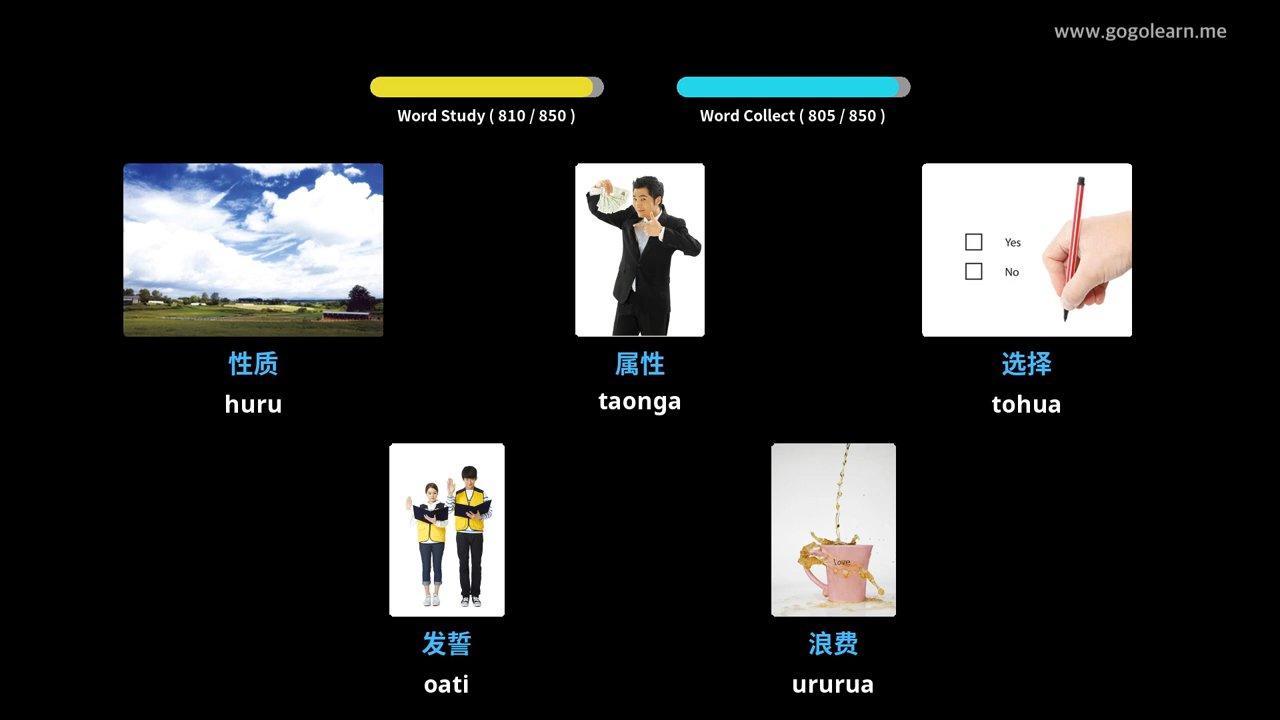 www.gogolearn.me
Word Study ( 810 / 850 )
Word Collect ( 805 / 850 )
Yes
No
性质
huru
属性
taonga
选择
tohua
love
发誓
oati
浪费
ururua